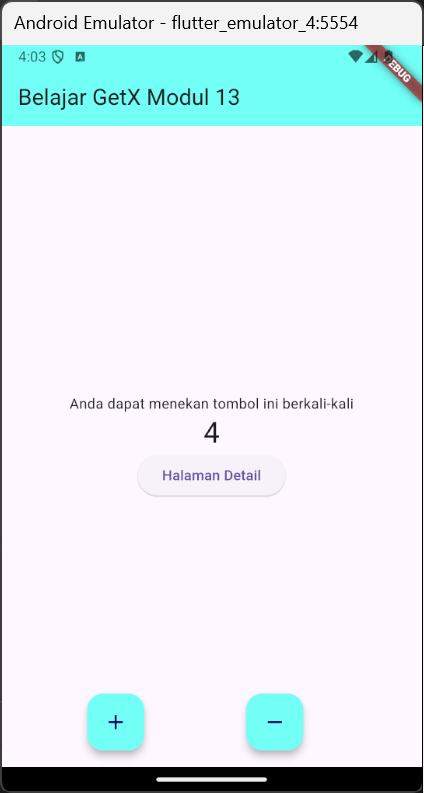 Android Emulator - flutter_emulator_4:5554
4:03
A
DEBUG
Belajar GetX Modul 13
Anda dapat menekan tombol ini berkali-kali
4
Halaman Detail
+
−